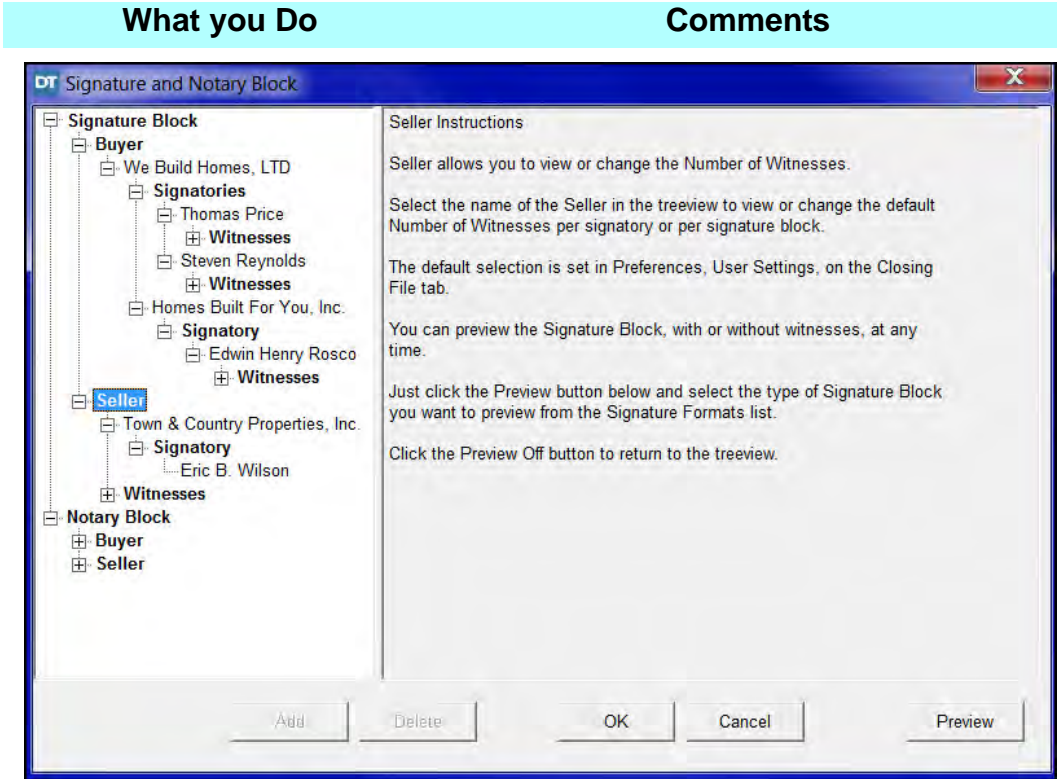 What you Do Comments
DT Signature and Notary Block X
Signature Block
Buyer
We Build Homes, LTD
Signatories
Thomas Price
Witnesses
Steven Reynolds
Witnesses
Homes Built For You, Inc.
Signatory
Edwin Henry Rosco
Witnesses
Seller
Town & Country Properties, Inc.
Signatory
Eric B. Wilson
Witnesses
Notary Block
Buyer
Seller
Seller Instructions
Seller allows you to view or change the Number of Witnesses.
Select the name of the Seller in the treeview to view or change the default
Number of Witnesses per signatory or per signature block.
The default selection is set in Preferences, User Settings, on the Closing
File tab.
You can preview the Signature Block, with or without witnesses, at any
time.
Just click the Preview button below and select the type of Signature Block
you want to preview from the Signature Formats list.
Click the Preview Off button to return to the treeview.
Add Delete OK Cancel Preview